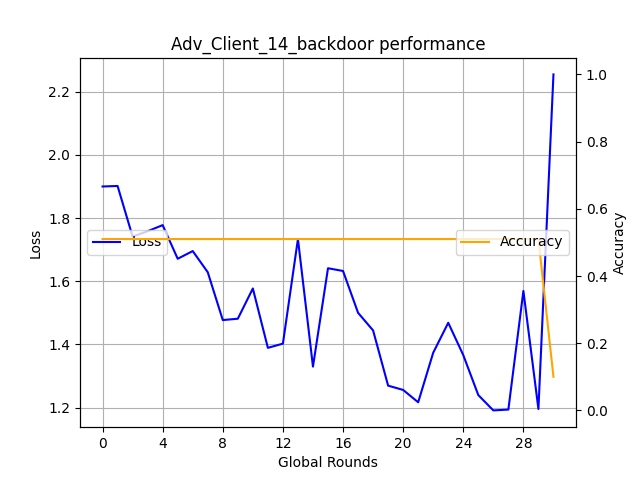 Adv_Client_14_backdoor performance
2.2
2.0
1.8
1.6
1.4
1.2
Loss
1.0
0.8
0.6
0.4
0.2
0.0
Accuracy
Loss
Accuracy
0 4 8 12 16 20 24 28
Global Rounds